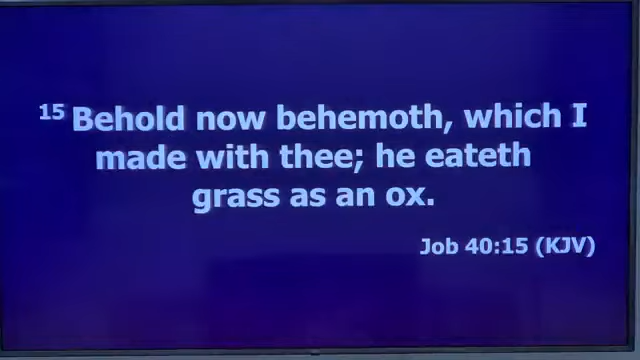 15 Behold now behemoth, which I
made with thee; he eateth
grass as an ox.
Job 40:15 (KJV)